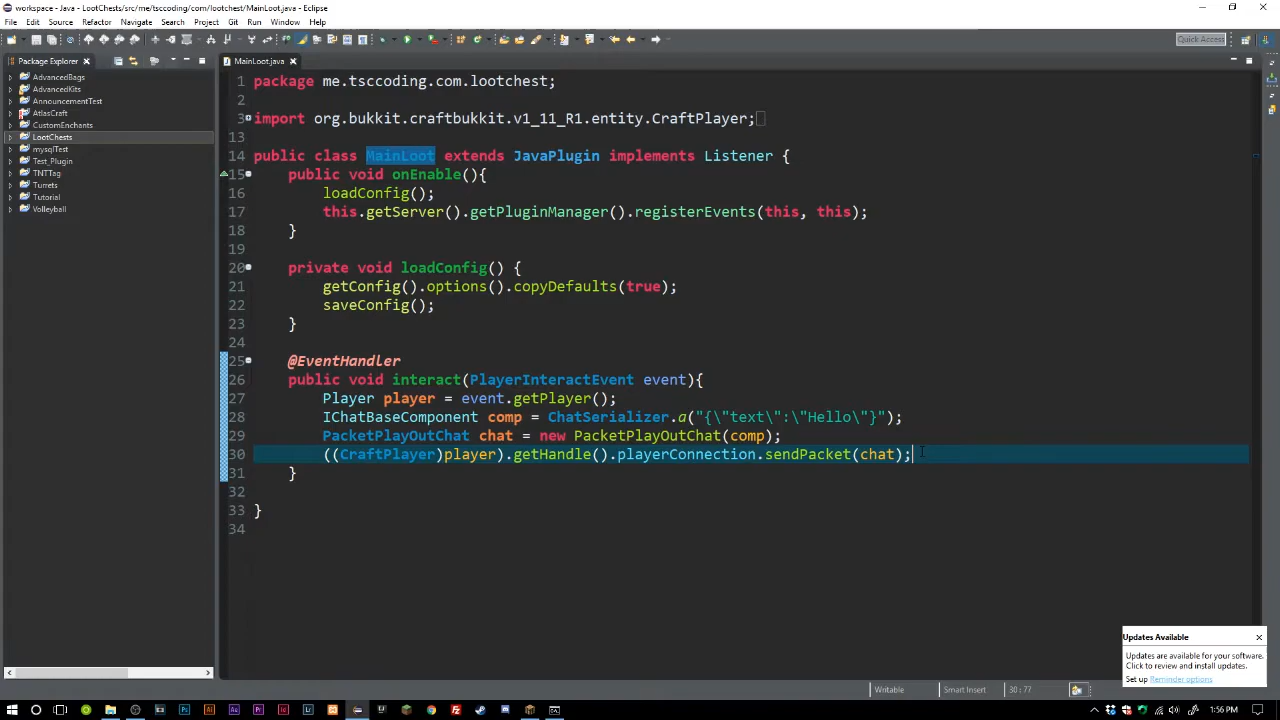 workspace - Java - LootChests/src/me/tsccoding/com/lootchest/MainLoot.java - Eclipse
File Edit Source Refactor Navigate Search Project Git Run Window Help
Quick Access
Package Explorer
MainLoot.java
AdvancedBags
AdvancedKits
AnnouncementTest
AtlasCraft
CustomEnchants
LootChests
mysqlTest
Test_Plugin
TNTTag
Turrets
Tutorial
Volleyball
1 package me.tsccoding.com.lootchest;
2
3 import org.bukkit.craftbukkit.v1_11_R1.entity.CraftPlayer;
13
14 public class MainLoot extends JavaPlugin implements Listener {
15 public void onEnable(){
16 loadConfig();
17 this.getServer().getPluginManager().registerEvents(this, this);
18 }
19
20 private void loadConfig() {
21 getConfig().options().copyDefaults(true);
22 saveConfig();
23 }
24
25 @EventHandler
26 public void interact(PlayerInteractEvent event){
27 Player player = event.getPlayer();
28 IChatBaseComponent comp = ChatSerializer.a("{\"text\":\"Hello\"}");
29 PacketPlayOutChat chat = new PacketPlayOutChat(comp);
30 ((CraftPlayer)player).getHandle().playerConnection.sendPacket(chat);
31 }
32
33 }
34
Updates Available
Updates are available for your software.
Click to review and install updates.
Set up Reminder options
Writable Smart Insert 30 : 77
1:56 PM